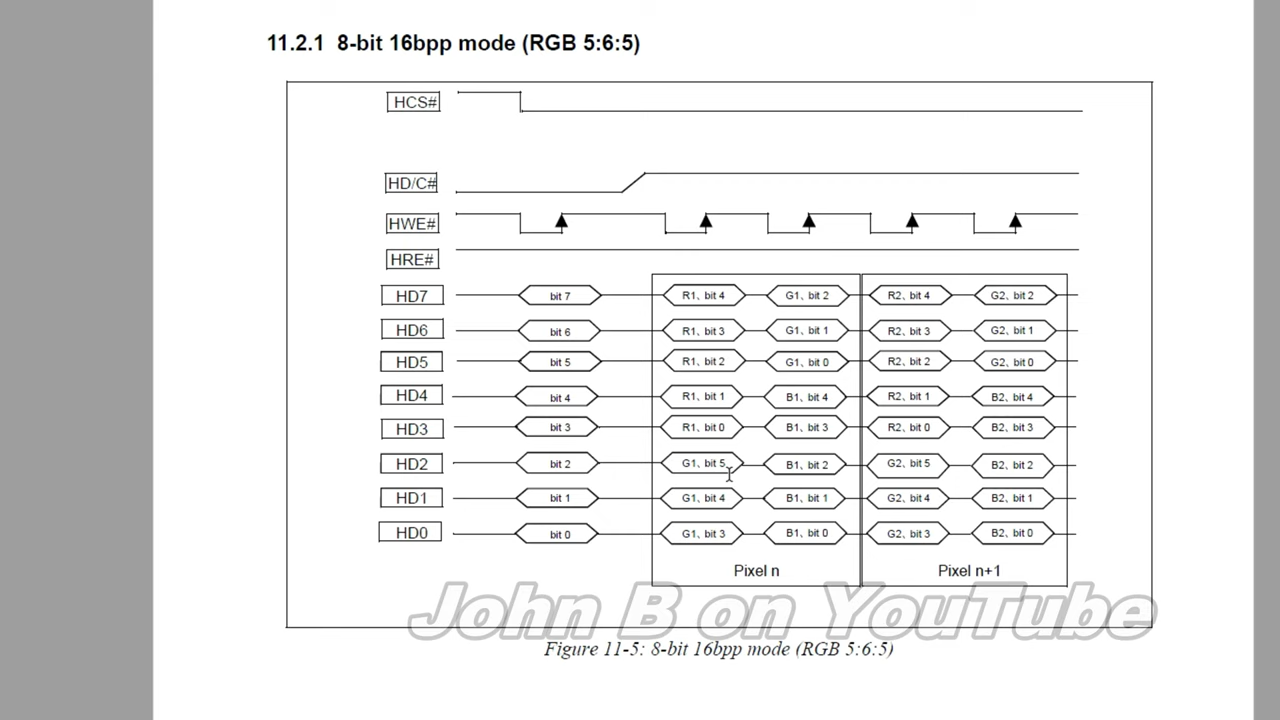 11.2.1 8-bit 16bpp mode (RGB 5:6:5)
HCS#
HD/C#
HWE#
HRE#
HD7 bit 7 R1、bit 4 G1、bit 2 R2、bit 4 G2、bit 2
HD6 bit 6 R1、bit 3 G1、bit 1 R2、bit 3 G2、bit 1
HD5 bit 5 R1、bit 2 G1、bit 0 R2、bit 2 G2、bit 0
HD4 bit 4 R1、bit 1 B1、bit 4 R2、bit 1 B2、bit 4
HD3 bit 3 R1、bit 0 B1、bit 3 R2、bit 0 B2、bit 3
HD2 bit 2 G1、bit 5 B1、bit 2 G2、bit 5 B2、bit 2
HD1 bit 1 G1、bit 4 B1、bit 1 G2、bit 4 B2、bit 1
HD0 bit 0 G1、bit 3 B1、bit 0 G2、bit 3 B2、bit 0
Pixel n Pixel n+1
John B on YouTube
Figure 11-5: 8-bit 16bpp mode (RGB 5:6:5)